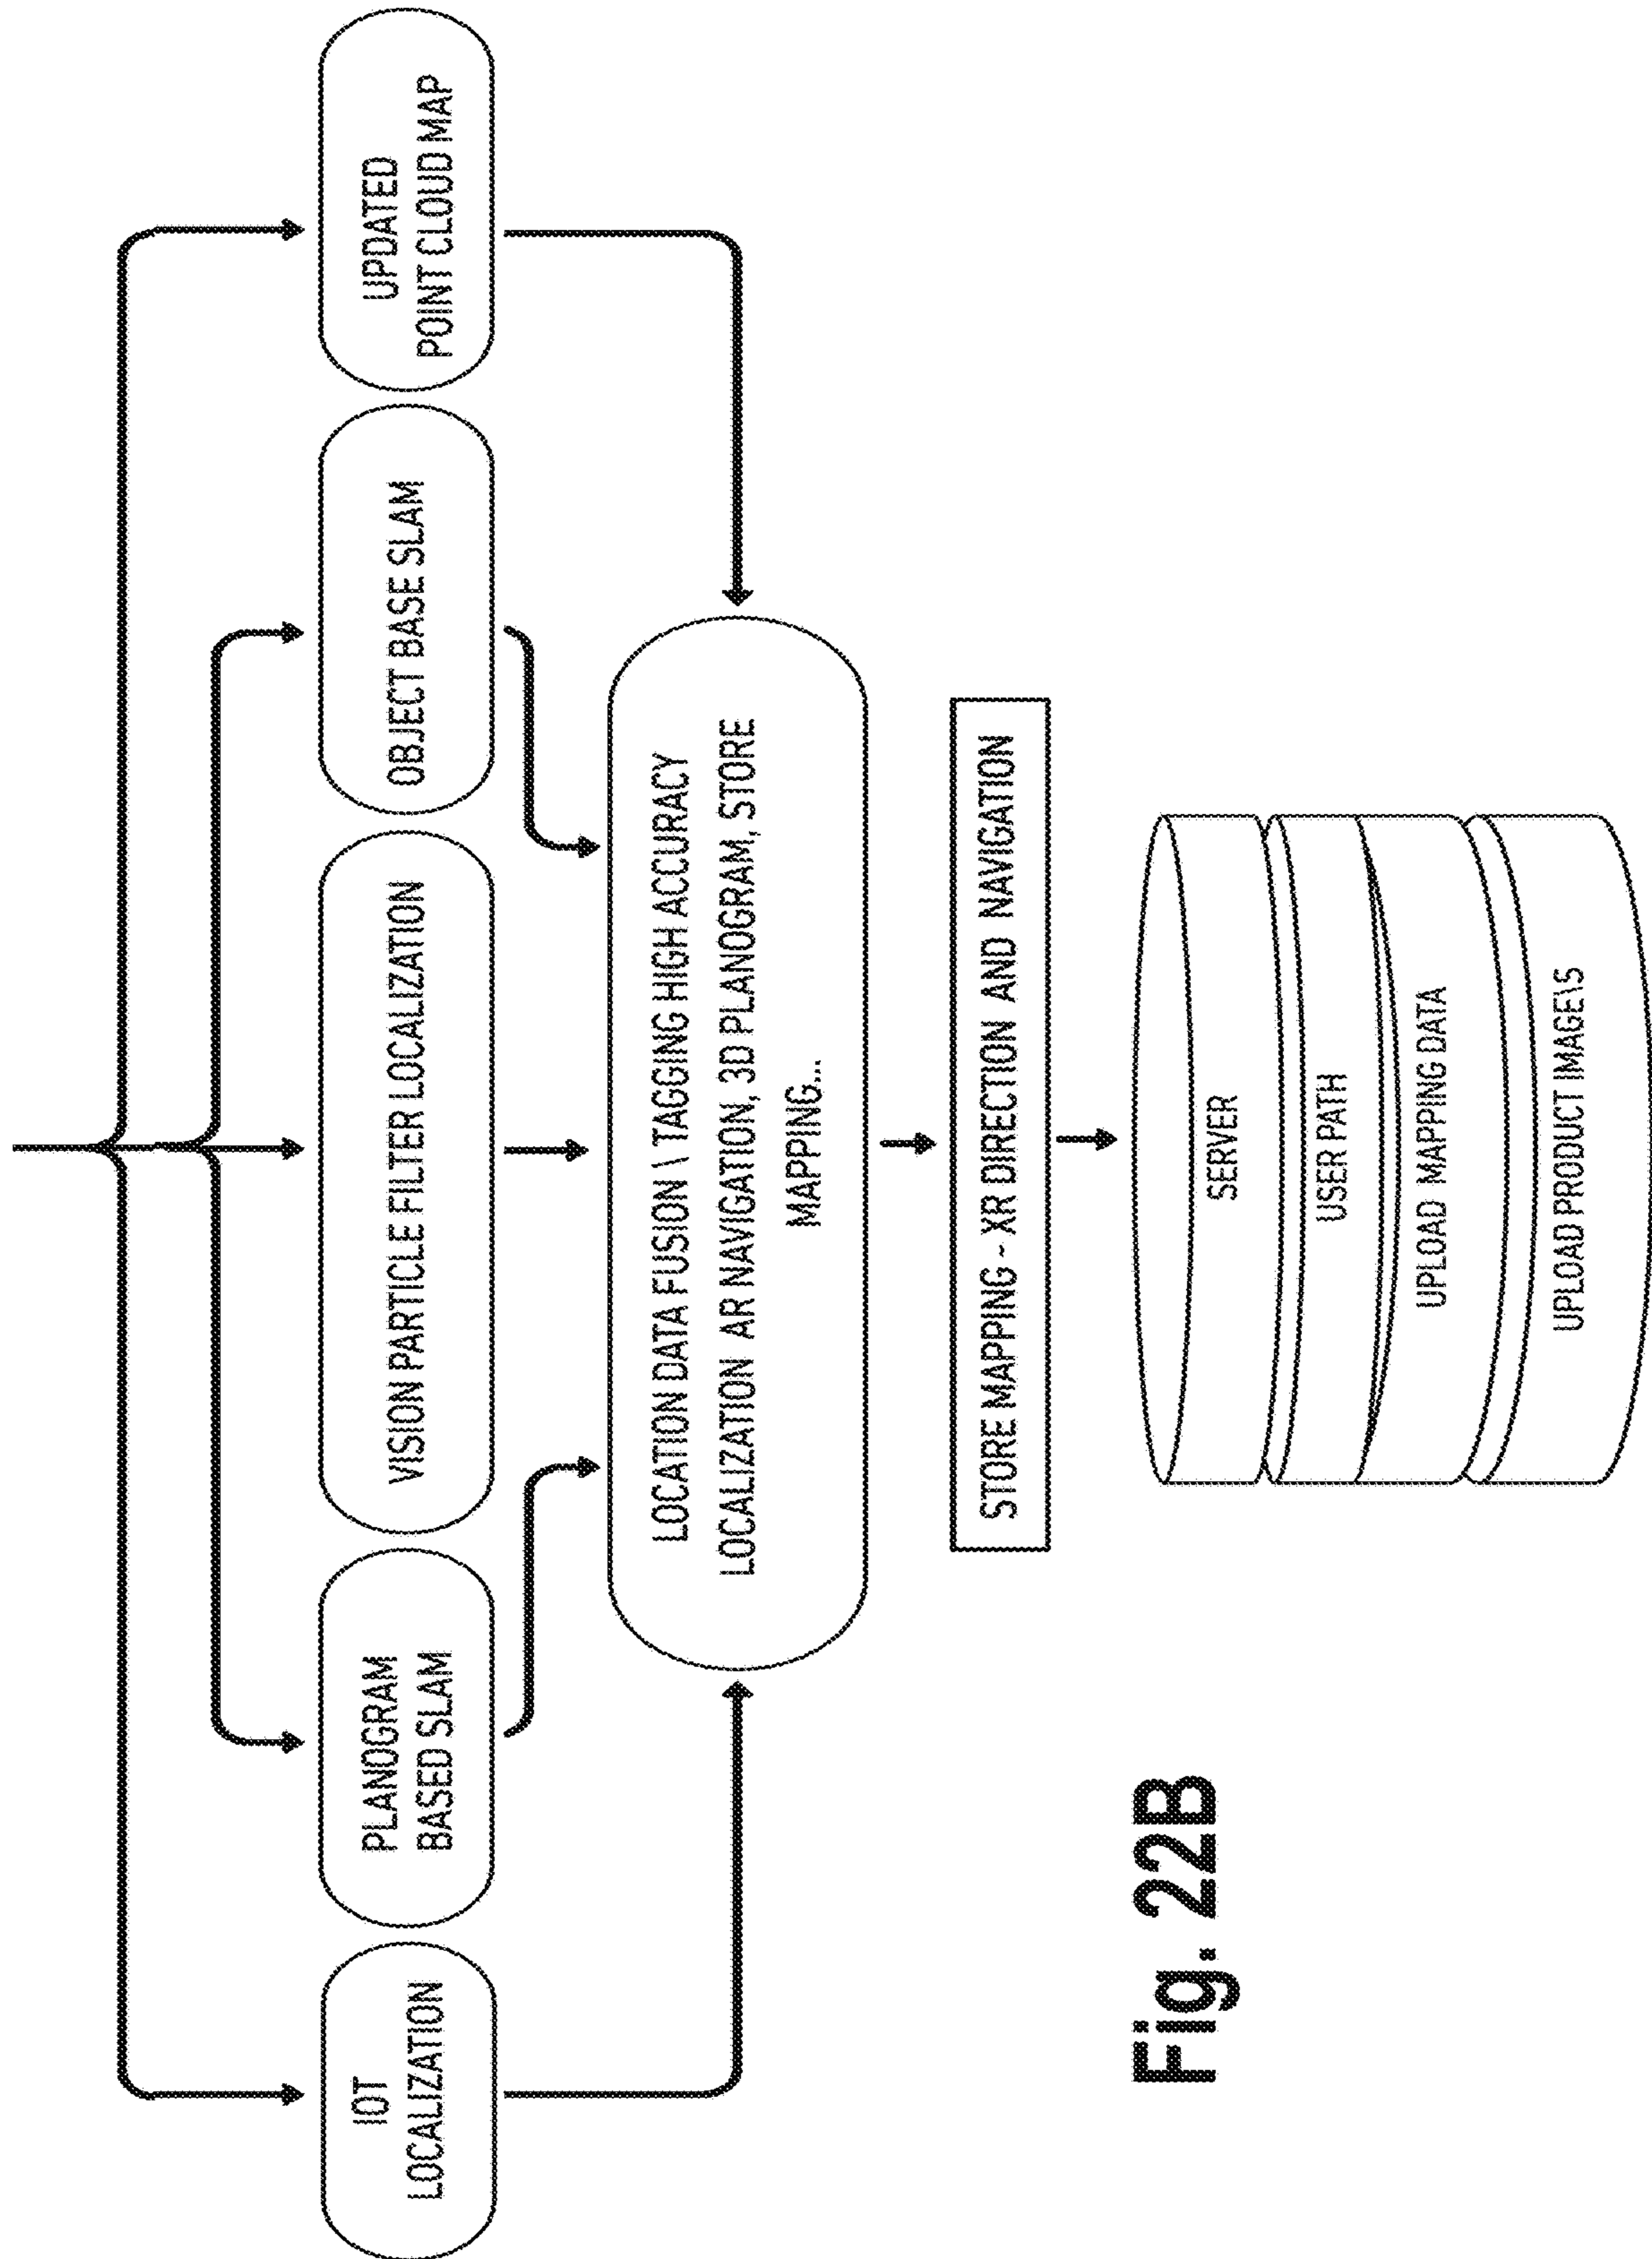 IOT
LOCALIZATION
PLANOGRAM
BASED SLAM
VISION PARTICLE FILTER LOCALIZATION
OBJECT BASE SLAM
UPDATED
POINT CLOUD MAP
LOCATION DATA FUSION \ TAGGING HIGH ACCURACY
LOCALIZATION AR NAVIGATION, 3D PLANOGRAM, STORE
MAPPING...
STORE MAPPING - XR DIRECTION AND NAVIGATION
SERVER
USER PATH
UPLOAD MAPPING DATA
UPLOAD PRODUCT IMAGE\S
Fig. 22B